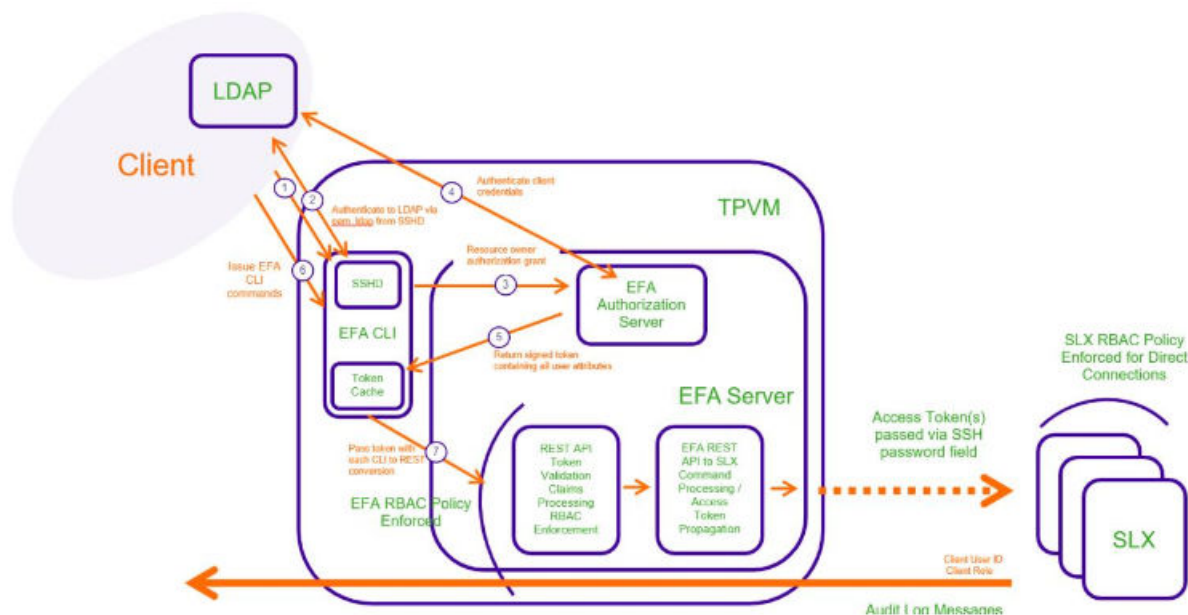 LDAP
Client
1
2
Authenticate to LDAP via
pam_ldap from SSHD
4
Authenticate client
credentials
TPVM
Issue EFA
CLI
commands
6
SSHD
EFA CLI
Token
Cache
Resource owner
authorization grant
3
EFA
Authorization
Server
5
Return signed token
containing all user attributes
EFA Server
Pass token with
each CLI to REST
conversion
7
EFA RBAC Policy
Enforced
REST API
Token
Validation
Claims
Processing
RBAC
Enforcement
EFA REST
API to SLX
Command
Processing /
Access
Token
Propagation
Access Token(s)
passed via SSH
password field
SLX RBAC Policy
Enforced for Direct
Connections
SLX
Client User ID
Client Role
Audit Log Messages